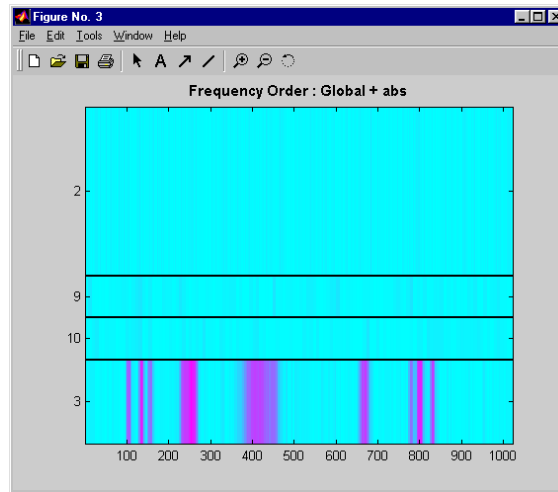 Figure No. 3
File Edit Tools Window Help
A
Frequency Order : Global + abs
2
9
10
3
100 200 300 400 500 600 700 800 900 1000